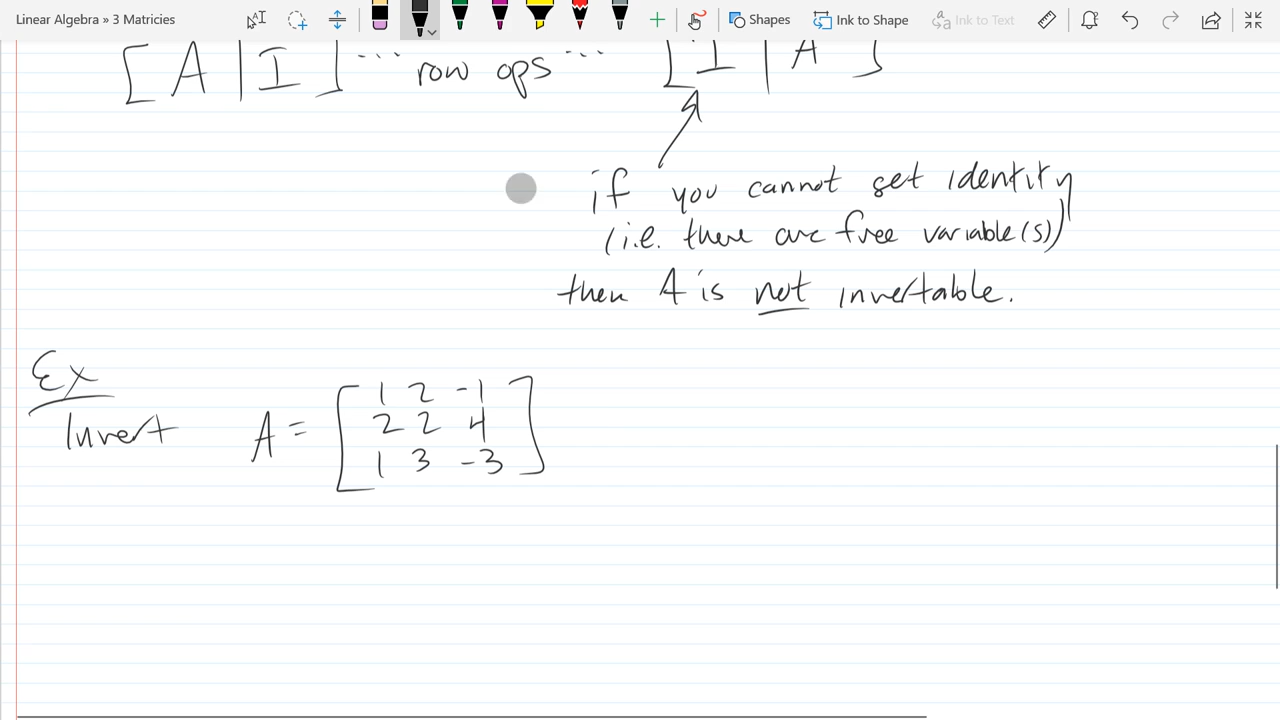 Linear Algebra » 3 Matricies
Shapes
Ink to Shape
Ink to Text
[A | I] ... row ops ... [I | A ]
if you cannot get identity
(i.e. there are free variable(s))
then A is not invertable.
Ex
Invert A = [ 1 2 -1
2 2 4
1 3 -3 ]